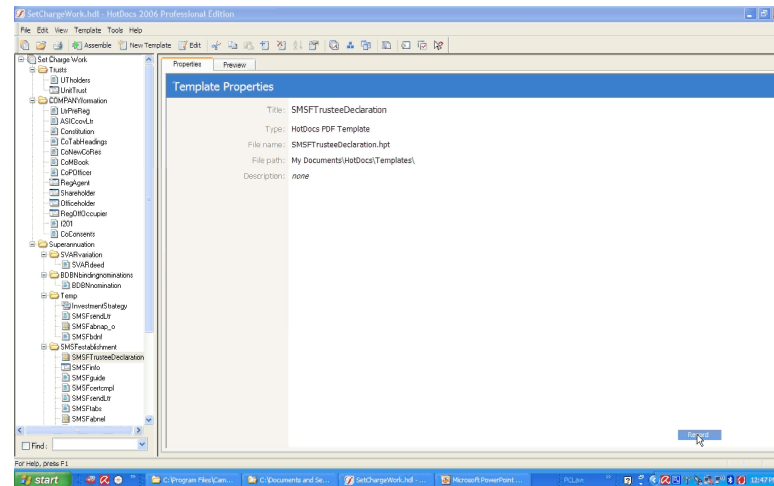 SetChargeWork.hdl - HotDocs 2006 Professional Edition
File Edit View Template Tools Help
Assemble New Template Edit
Set Charge Work
Trusts
UTholders
UnitTrust
COMPANYformation
LtrPreReg
ASICcovLtr
Constitution
CoTabHeadings
CoNewCoRes
CoMBook
CoPOfficer
RegAgent
Shareholder
Officeholder
RegOffOccupier
I201
CoConsents
Superannuation
SVARvariation
SVARdeed
BDBNbindingnominations
BDBNnomination
Temp
InvestmentStrategy
SMSFsendLtr
SMSFabnap_o
SMSFbdnf
SMSFestablishment
SMSFTrusteeDeclaration
SMSFinfo
SMSFguide
SMSFcertcmpl
SMSFsendLtr
SMSFtabs
SMSFabnel
Find:
Properties Preview
Template Properties
Title: SMSFTrusteeDeclaration
Type: HotDocs PDF Template
File name: SMSFTrusteeDeclaration.hpt
File path: My Documents\HotDocs\Templates\
Description: none
Record
For Help, press F1
start C:\Program Files\Cam... C:\Documents and Se... SetChargeWork.hdl - ... Microsoft PowerPoint ... PCLaw 12:47 P